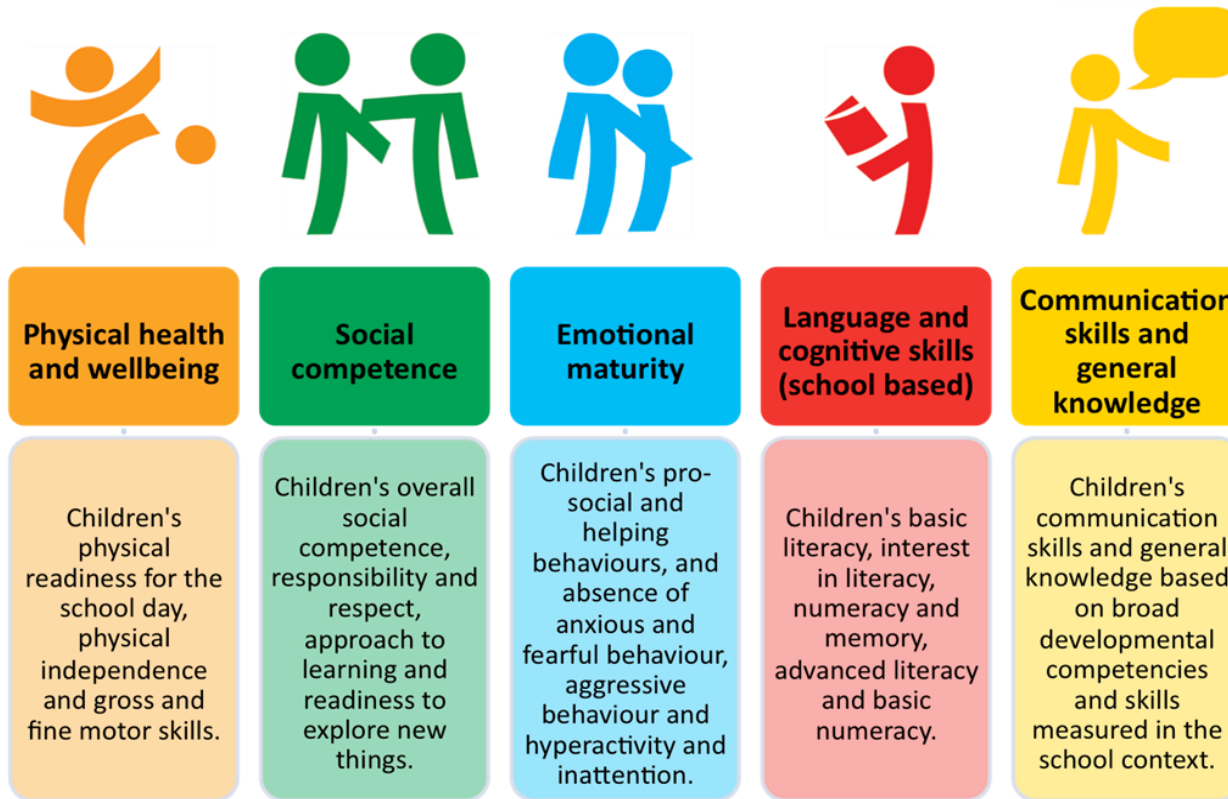 Physical health
and wellbeing
Social
competence
Emotional
maturity
Language and
cognitive skills
(school based)
Communication
skills and
general
knowledge
Children's
physical
readiness for the
school day,
physical
independence
and gross and
fine motor skills.
Children's overall
social
competence,
responsibility and
respect,
approach to
learning and
readiness to
explore new
things.
Children's pro-
social and
helping
behaviours, and
absence of
anxious and
fearful behaviour,
aggressive
behaviour and
hyperactivity and
inattention.
Children's basic
literacy, interest
in literacy,
numeracy and
memory,
advanced literacy
and basic
numeracy.
Children's
communication
skills and general
knowledge based
on broad
developmental
competencies
and skills
measured in the
school context.